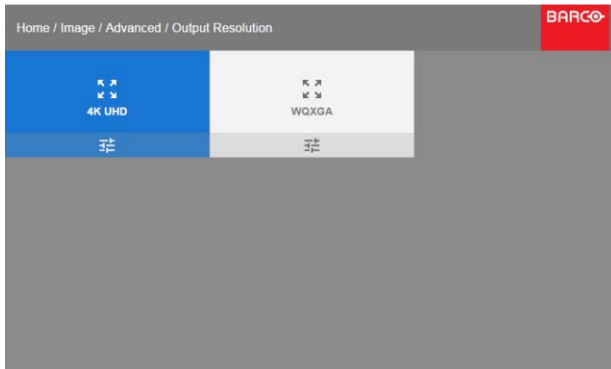 Home / Image / Advanced / Output Resolution
BARCO
4K UHD
WQXGA